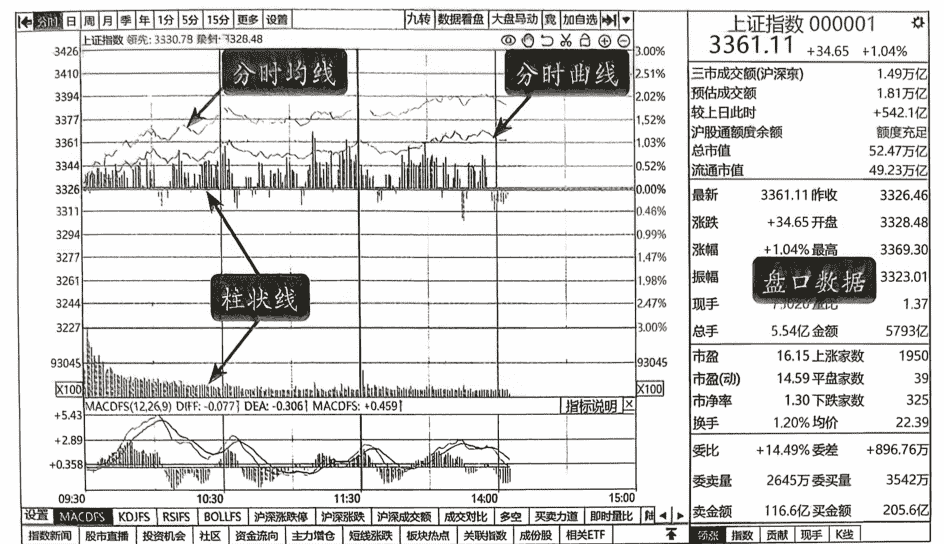 分时 日 周 月 季 年 1分 5分 15分 更多 设置 九转 数据看盘 大盘马动 竞 加自选
上证指数 领先: 3330.78 最新: 3328.48
3426 3.00%
3410 2.51%
3394 2.02%
3377 1.52%
3361 1.03%
3344 0.52%
3326 0.00%
3311 0.46%
3294 0.99%
3277 1.47%
3261 1.98%
3244 2.47%
3227 3.00%
分时均线
分时曲线
柱状线
93045 93045
X100 X100
MACDFS(12,26,9) DIFF: -0.077↑ DEA: -0.306↑ MACDFS: +0.459↑ 指标说明 ×
+5.43
+2.89
+0.358
09:30 10:30 11:30 14:00 15:00
设置 MACDFS KDJFS RSIFS BOLLFS 沪深涨跌停 沪深涨跌 沪深成交额 成交对比 多空 买卖力道 即时量比 陆
指数新闻 股市直播 投资机会 社区 资金流向 主力增仓 短线涨跌 板块热点 关联指数 成份股 相关ETF
上证指数 000001
3361.11 +34.65 +1.04%
三市成交额(沪深京) 1.49万亿
预估成交额 1.81万亿
较上日此时 +542.1亿
沪股通额度余额 额度充足
总市值 52.47万亿
流通市值 49.23万亿
最新 3361.11 昨收 3326.46
涨跌 +34.65 开盘 3328.48
涨幅 +1.04% 最高 3369.30
振幅 3323.01
盘口数据
现手 量比 1.37
总手 5.54亿 金额 5793亿
市盈 16.15 上涨家数 1950
市盈(动) 14.59 平盘家数 39
市净率 1.30 下跌家数 325
换手 1.20% 均价 22.39
委比 +14.49% 委差 +896.76万
委卖量 2645万 委买量 3542万
卖金额 116.6亿 买金额 205.6亿
领涨 指数 贡献 现手 K线